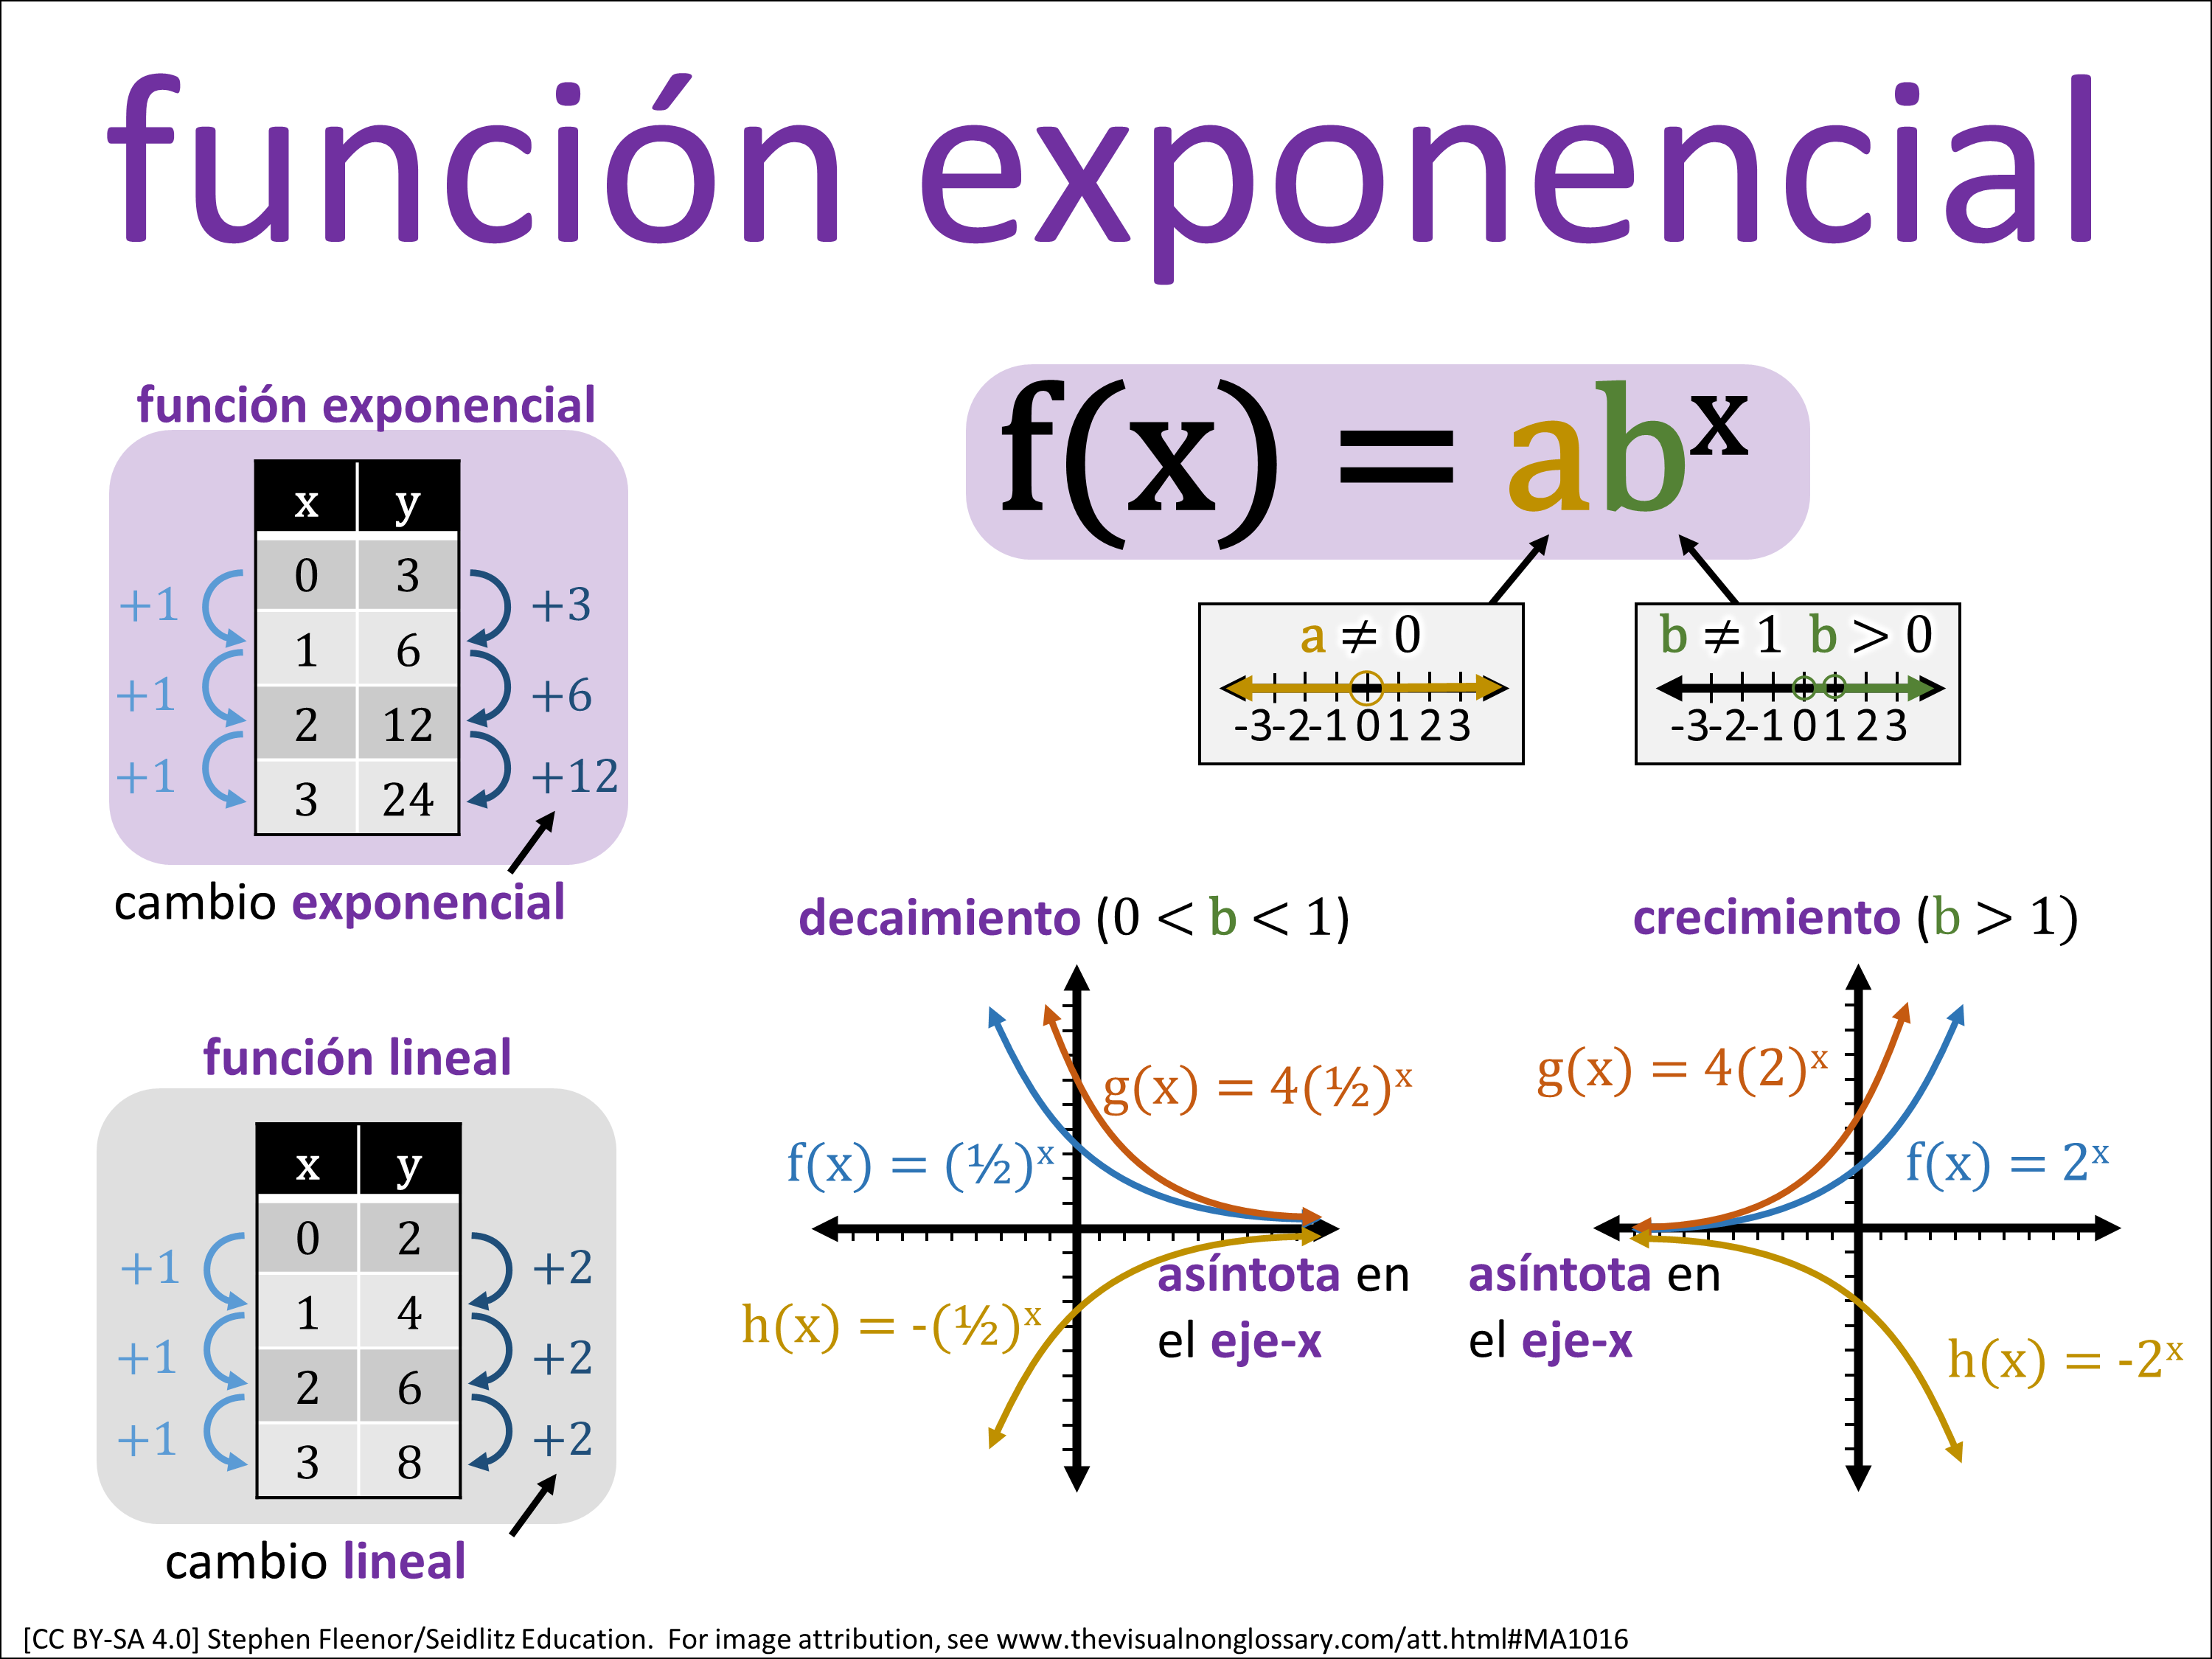 función exponencial
función exponencial
x y
0 3
1 6
2 12
3 24
+1 +3
+1 +6
+1 +12
cambio exponencial
función lineal
x y
0 2
1 4
2 6
3 8
+1 +2
+1 +2
+1 +2
cambio lineal
f(x) = abˣ
a ≠ 0
-3 -2 -1 0 1 2 3
b ≠ 1 b > 0
-3 -2 -1 0 1 2 3
decaimiento (0 < b < 1)
g(x) = 4(½)ˣ
f(x) = (½)ˣ
h(x) = -(½)ˣ
asíntota en
el eje-x
crecimiento (b > 1)
g(x) = 4(2)ˣ
f(x) = 2ˣ
asíntota en
el eje-x
h(x) = -2ˣ
[CC BY-SA 4.0] Stephen Fleenor/Seidlitz Education. For image attribution, see www.thevisualnonglossary.com/att.html#MA1016